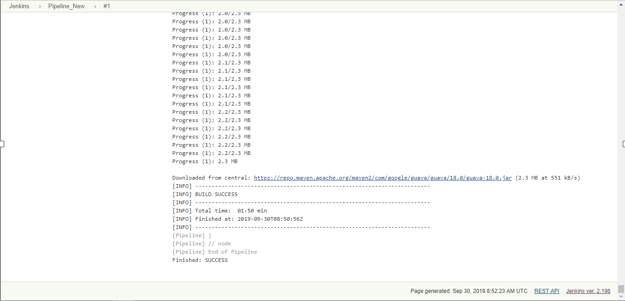 Jenkins › Pipeline_New › #1
Progress (1): 2.0/2.3 MB
Progress (1): 2.0/2.3 MB
Progress (1): 2.0/2.3 MB
Progress (1): 2.0/2.3 MB
Progress (1): 2.0/2.3 MB
Progress (1): 2.0/2.3 MB
Progress (1): 2.1/2.3 MB
Progress (1): 2.1/2.3 MB
Progress (1): 2.1/2.3 MB
Progress (1): 2.1/2.3 MB
Progress (1): 2.1/2.3 MB
Progress (1): 2.1/2.3 MB
Progress (1): 2.2/2.3 MB
Progress (1): 2.2/2.3 MB
Progress (1): 2.2/2.3 MB
Progress (1): 2.2/2.3 MB
Progress (1): 2.2/2.3 MB
Progress (1): 2.2/2.3 MB
Progress (1): 2.3 MB
Downloaded from central: https://repo.maven.apache.org/maven2/com/google/guava/guava/18.0/guava-18.0.jar (2.3 MB at 551 kB/s)
[INFO] ------------------------------------------------------------------------
[INFO] BUILD SUCCESS
[INFO] ------------------------------------------------------------------------
[INFO] Total time:  01:50 min
[INFO] Finished at: 2019-09-30T08:50:56Z
[INFO] ------------------------------------------------------------------------
[Pipeline] }
[Pipeline] // node
[Pipeline] End of Pipeline
Finished: SUCCESS
Page generated: Sep 30, 2019 8:52:23 AM UTC REST API Jenkins ver. 2.198